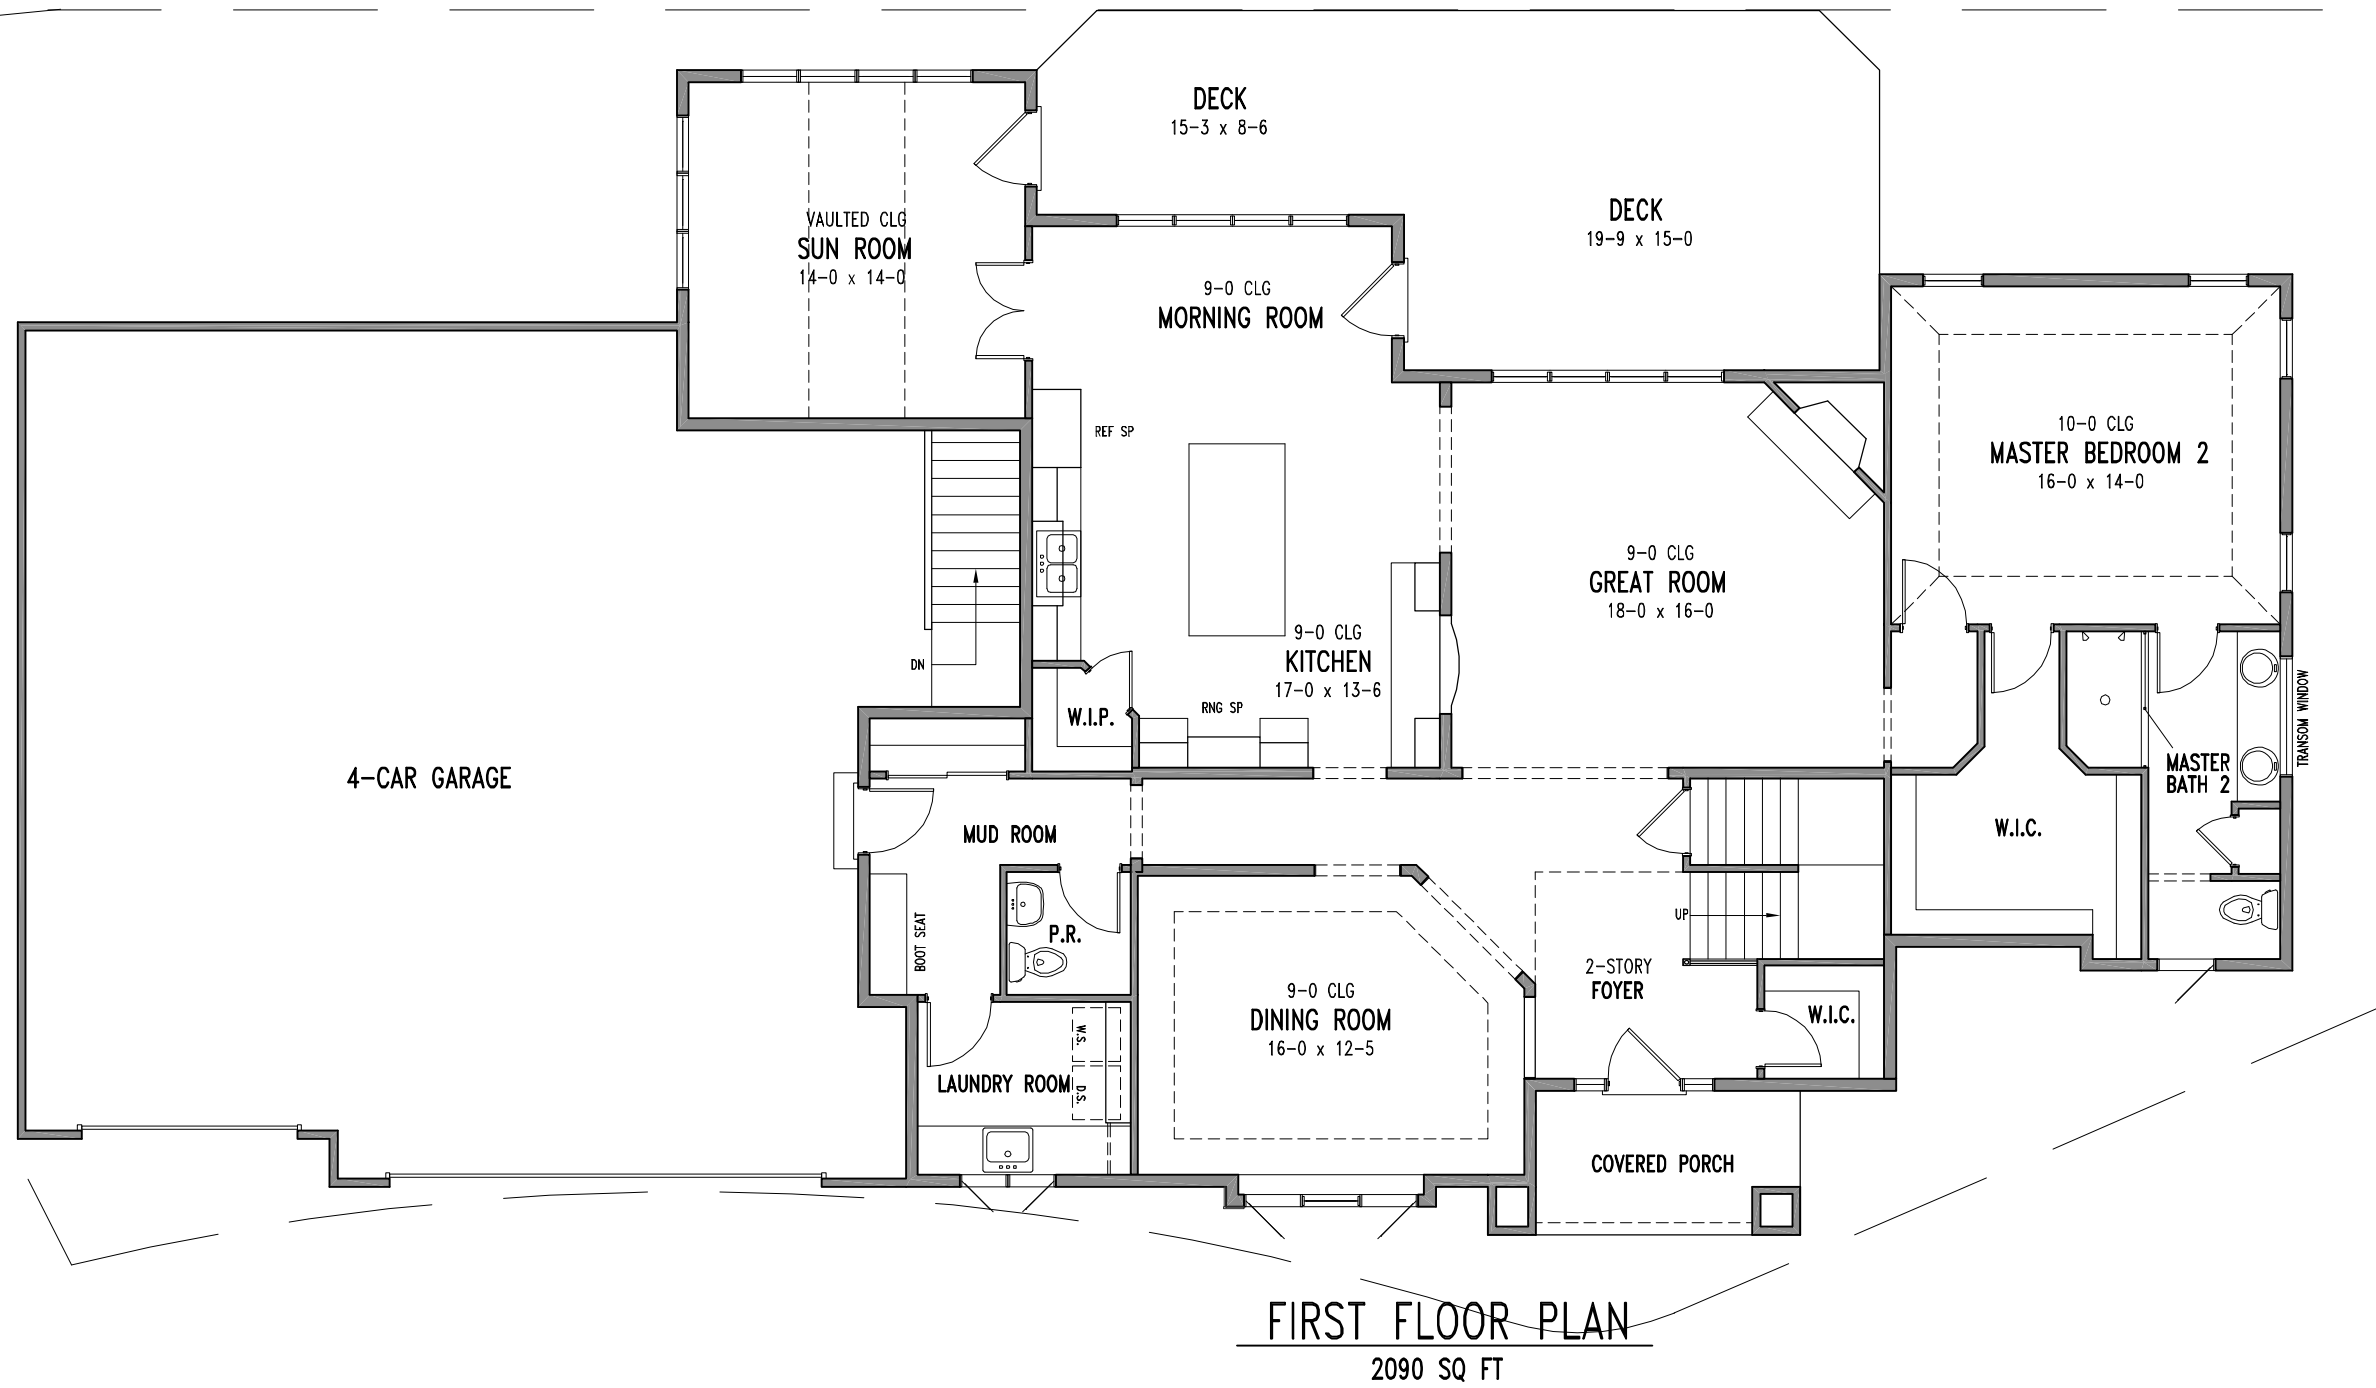 DECK
15-3 x 8-6
VAULTED CLG
SUN ROOM
14-0 x 14-0
DECK
19-9 x 15-0
9-0 CLG
MORNING ROOM
REF SP
10-0 CLG
MASTER BEDROOM 2
16-0 x 14-0
9-0 CLG
GREAT ROOM
18-0 x 16-0
9-0 CLG
KITCHEN
17-0 x 13-6
DN
W.I.P.
RNG SP
TRANSOM WINDOW
4-CAR GARAGE
MASTER
BATH 2
MUD ROOM
W.I.C.
BOOT SEAT
P.R.
UP
2-STORY
FOYER
9-0 CLG
DINING ROOM
16-0 x 12-5
W.I.C.
W.S.
LAUNDRY ROOM
D.S.
COVERED PORCH
FIRST FLOOR PLAN
2090 SQ FT